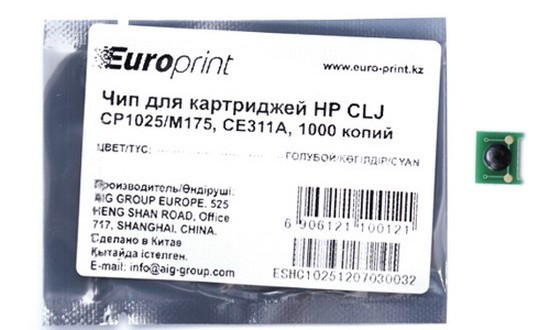 Europrint
www.euro-print.kz
Чип для картриджей HP CLJ
CP1025/M175, CE311A, 1000 копий
ЦВЕТ/ТҮС: ГОЛУБОЙ/КӨГІЛДІР/CYAN
Производитель/Өндіруші:
AIG GROUP EUROPE. 525
HENG SHAN ROAD, Office
717, SHANGHAI, CHINA.
Сделано в Китае
Қытайда істелген.
E-mail: info@aig-group.com
6 906121 100121
ESHC10251207030032